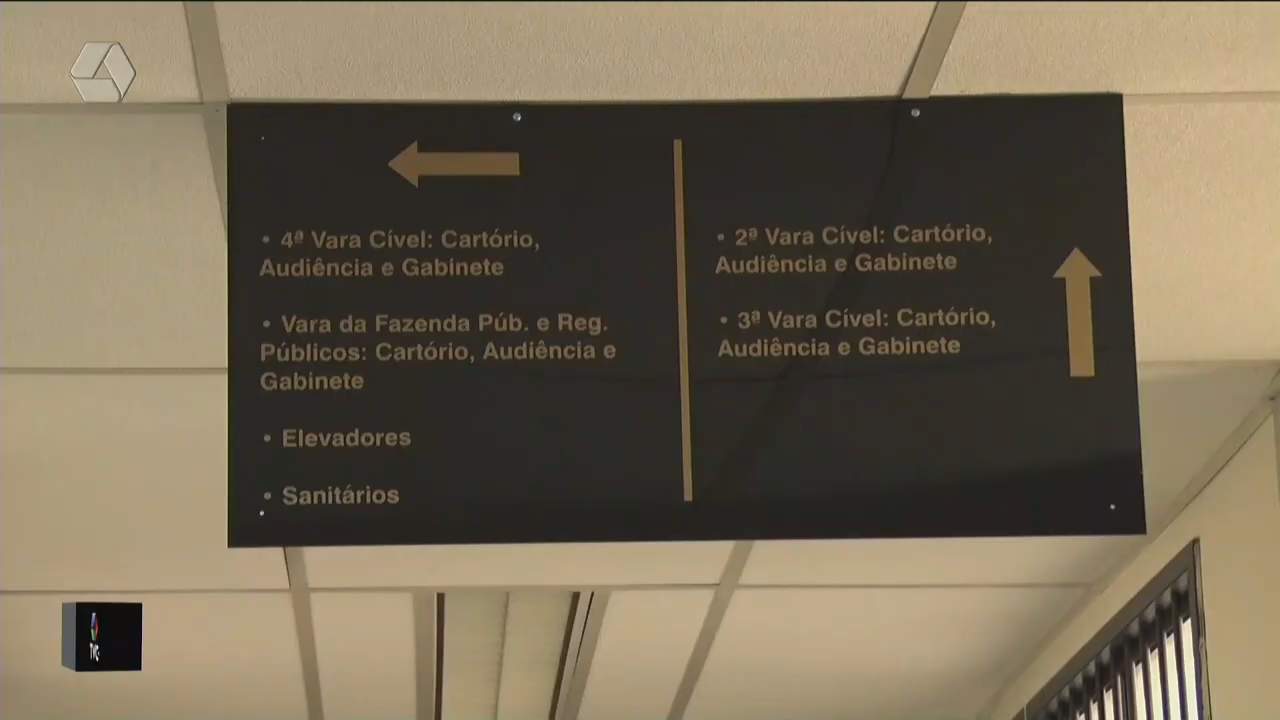 • 4ª Vara Cível: Cartório,
Audiência e Gabinete
• Vara da Fazenda Púb. e Reg.
Públicos: Cartório, Audiência e
Gabinete
• Elevadores
• Sanitários
• 2ª Vara Cível: Cartório,
Audiência e Gabinete
• 3ª Vara Cível: Cartório,
Audiência e Gabinete